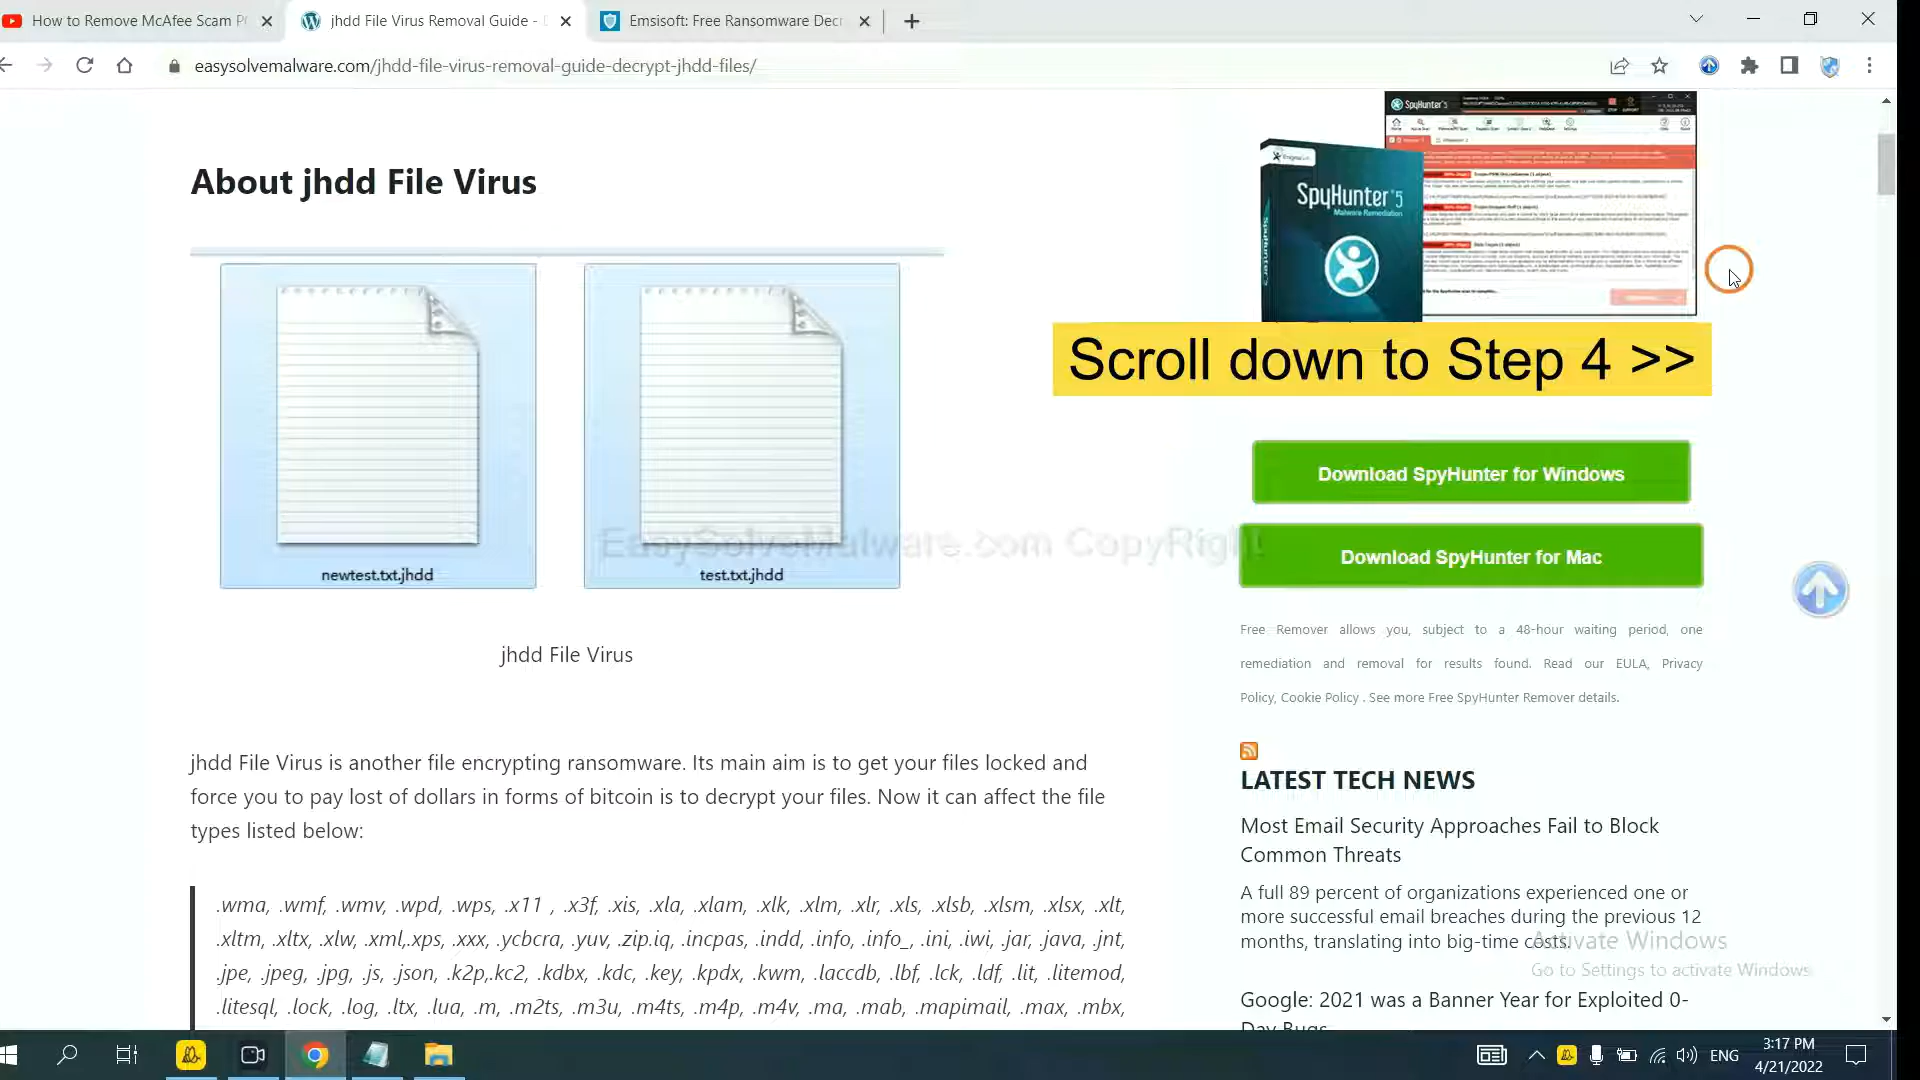 How to Remove McAfee Scam P
jhdd File Virus Removal Guide -
Emsisoft: Free Ransomware Decr
easysolvemalware.com/jhdd-file-virus-removal-guide-decrypt-jhdd-files/
About jhdd File Virus
newtest.txt.jhdd
test.txt.jhdd
EasySolveMalware.com CopyRight
jhdd File Virus
jhdd File Virus is another file encrypting ransomware. Its main aim is to get your files locked and
force you to pay lost of dollars in forms of bitcoin is to decrypt your files. Now it can affect the file
types listed below:
.wma, .wmf, .wmv, .wpd, .wps, .x11 , .x3f, .xis, .xla, .xlam, .xlk, .xlm, .xlr, .xls, .xlsb, .xlsm, .xlsx, .xlt,
.xltm, .xltx, .xlw, .xml,.xps, .xxx, .ycbcra, .yuv, .zip.iq, .incpas, .indd, .info, .info_, .ini, .iwi, .jar, .java, .jnt,
.jpe, .jpeg, .jpg, .js, .json, .k2p,.kc2, .kdbx, .kdc, .key, .kpdx, .kwm, .laccdb, .lbf, .lck, .ldf, .lit, .litemod,
.litesql, .lock, .log, .ltx, .lua, .m, .m2ts, .m3u, .m4ts, .m4p, .m4v, .ma, .mab, .mapimail, .max, .mbx,
SpyHunter 5
SpyHunter 5
Malware Remediation
Scroll down to Step 4 >>
Download SpyHunter for Windows
Download SpyHunter for Mac
Free Remover allows you, subject to a 48-hour waiting period, one
remediation and removal for results found. Read our EULA, Privacy
Policy, Cookie Policy . See more Free SpyHunter Remover details.
LATEST TECH NEWS
Most Email Security Approaches Fail to Block
Common Threats
A full 89 percent of organizations experienced one or
more successful email breaches during the previous 12
months, translating into big-time costs.
Google: 2021 was a Banner Year for Exploited 0-
Day Bugs
Activate Windows
Go to Settings to activate Windows.
ENG
3:17 PM
4/21/2022